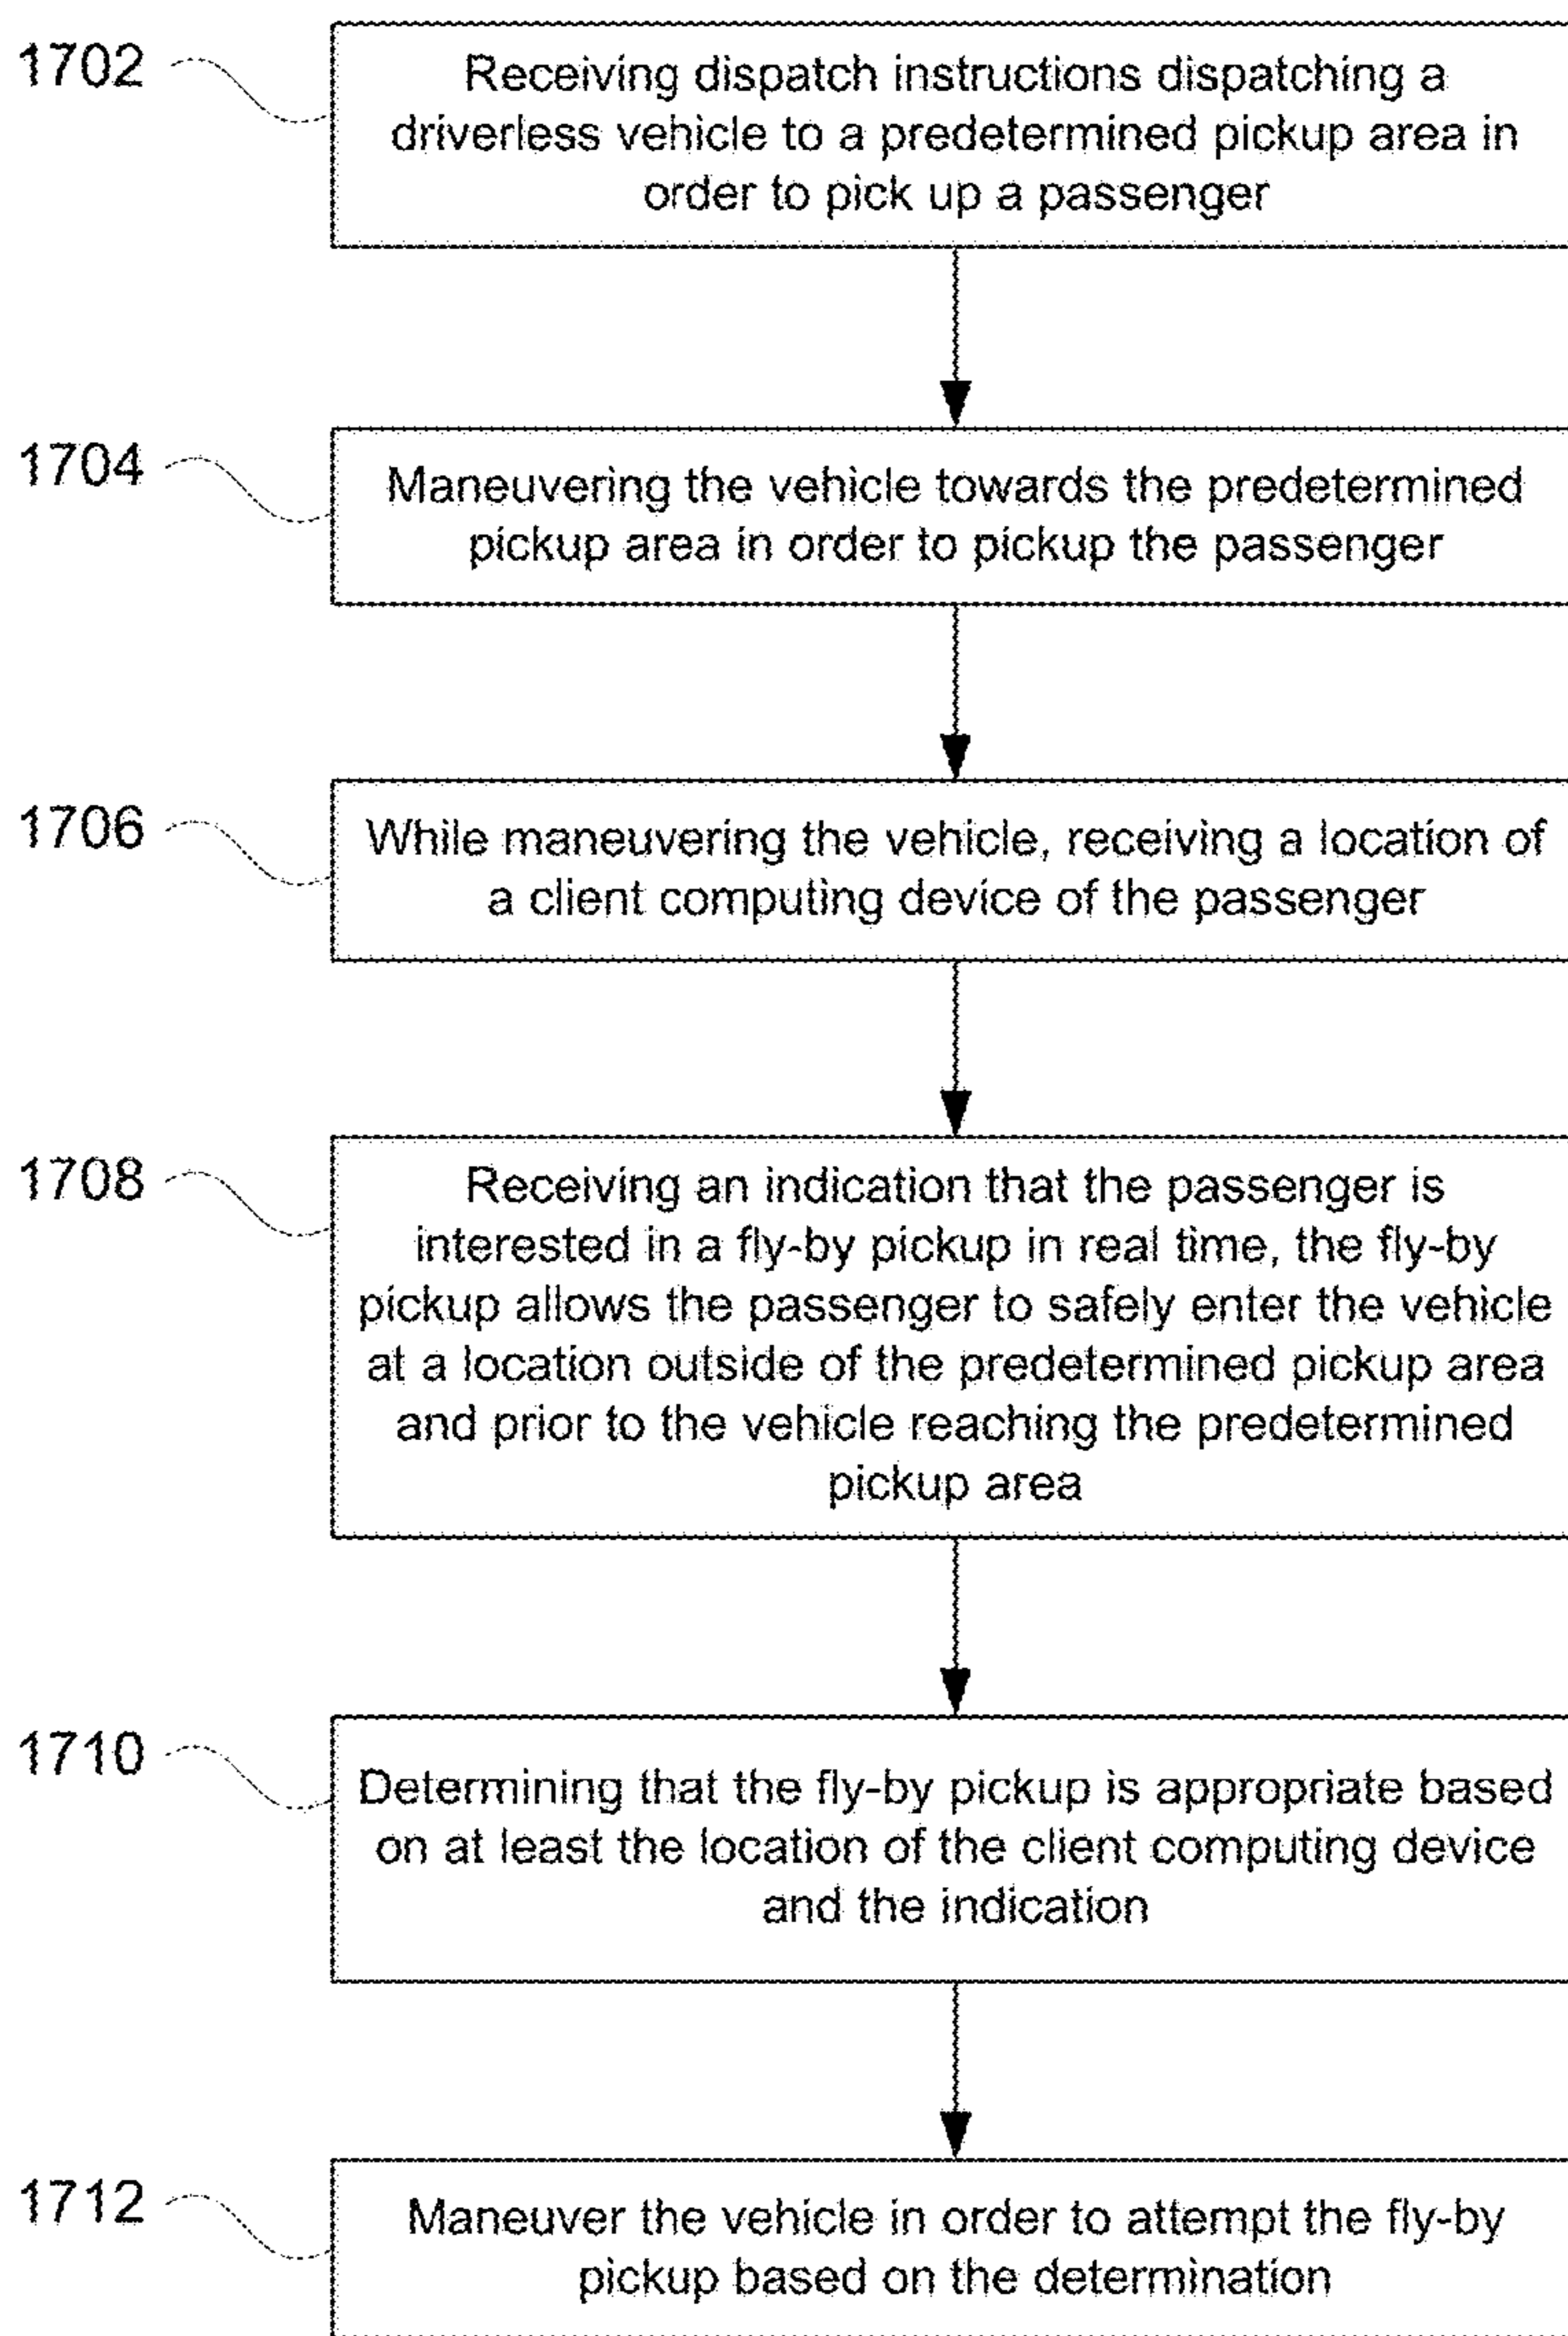 1702
Receiving dispatch instructions dispatching a
driverless vehicle to a predetermined pickup area in
order to pick up a passenger
1704
Maneuvering the vehicle towards the predetermined
pickup area in order to pickup the passenger
1706
While maneuvering the vehicle, receiving a location of
a client computing device of the passenger
1708
Receiving an indication that the passenger is
interested in a fly-by pickup in real time, the fly-by
pickup allows the passenger to safely enter the vehicle
at a location outside of the predetermined pickup area
and prior to the vehicle reaching the predetermined
pickup area
1710
Determining that the fly-by pickup is appropriate based
on at least the location of the client computing device
and the indication
1712
Maneuver the vehicle in order to attempt the fly-by
pickup based on the determination